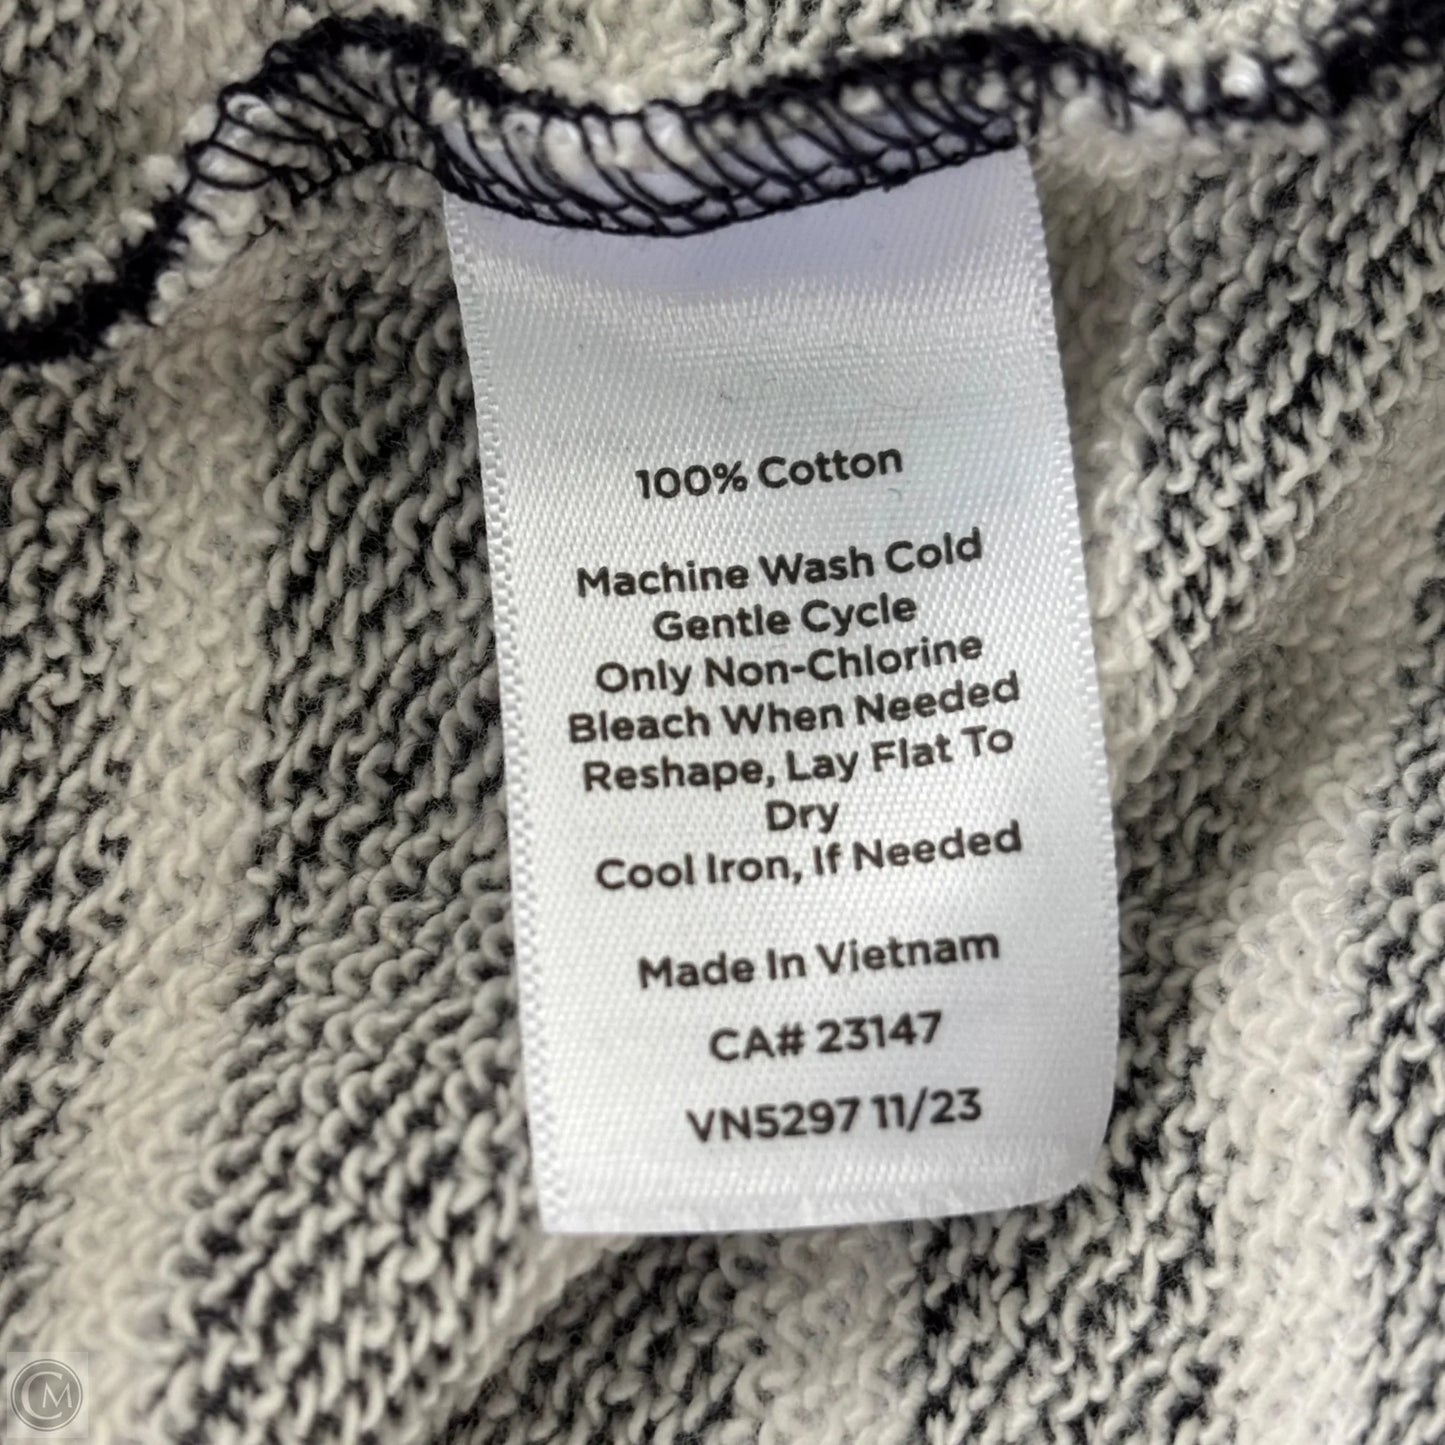 100% Cotton
Machine Wash Cold
Gentle Cycle
Only Non-Chlorine
Bleach When Needed
Reshape, Lay Flat To
Dry
Cool Iron, If Needed
Made In Vietnam
CA# 23147
VN5297 11/23
CM